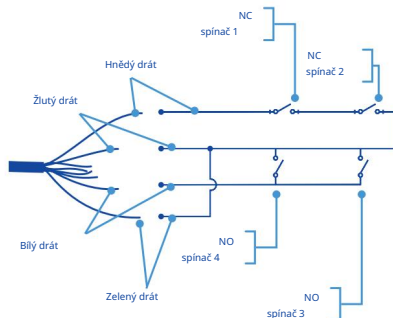 NC
spínač 1
NC
spínač 2
Hnědý drát
Žlutý drát
Bílý drát
NO
spínač 4
Zelený drát
NO
spínač 3